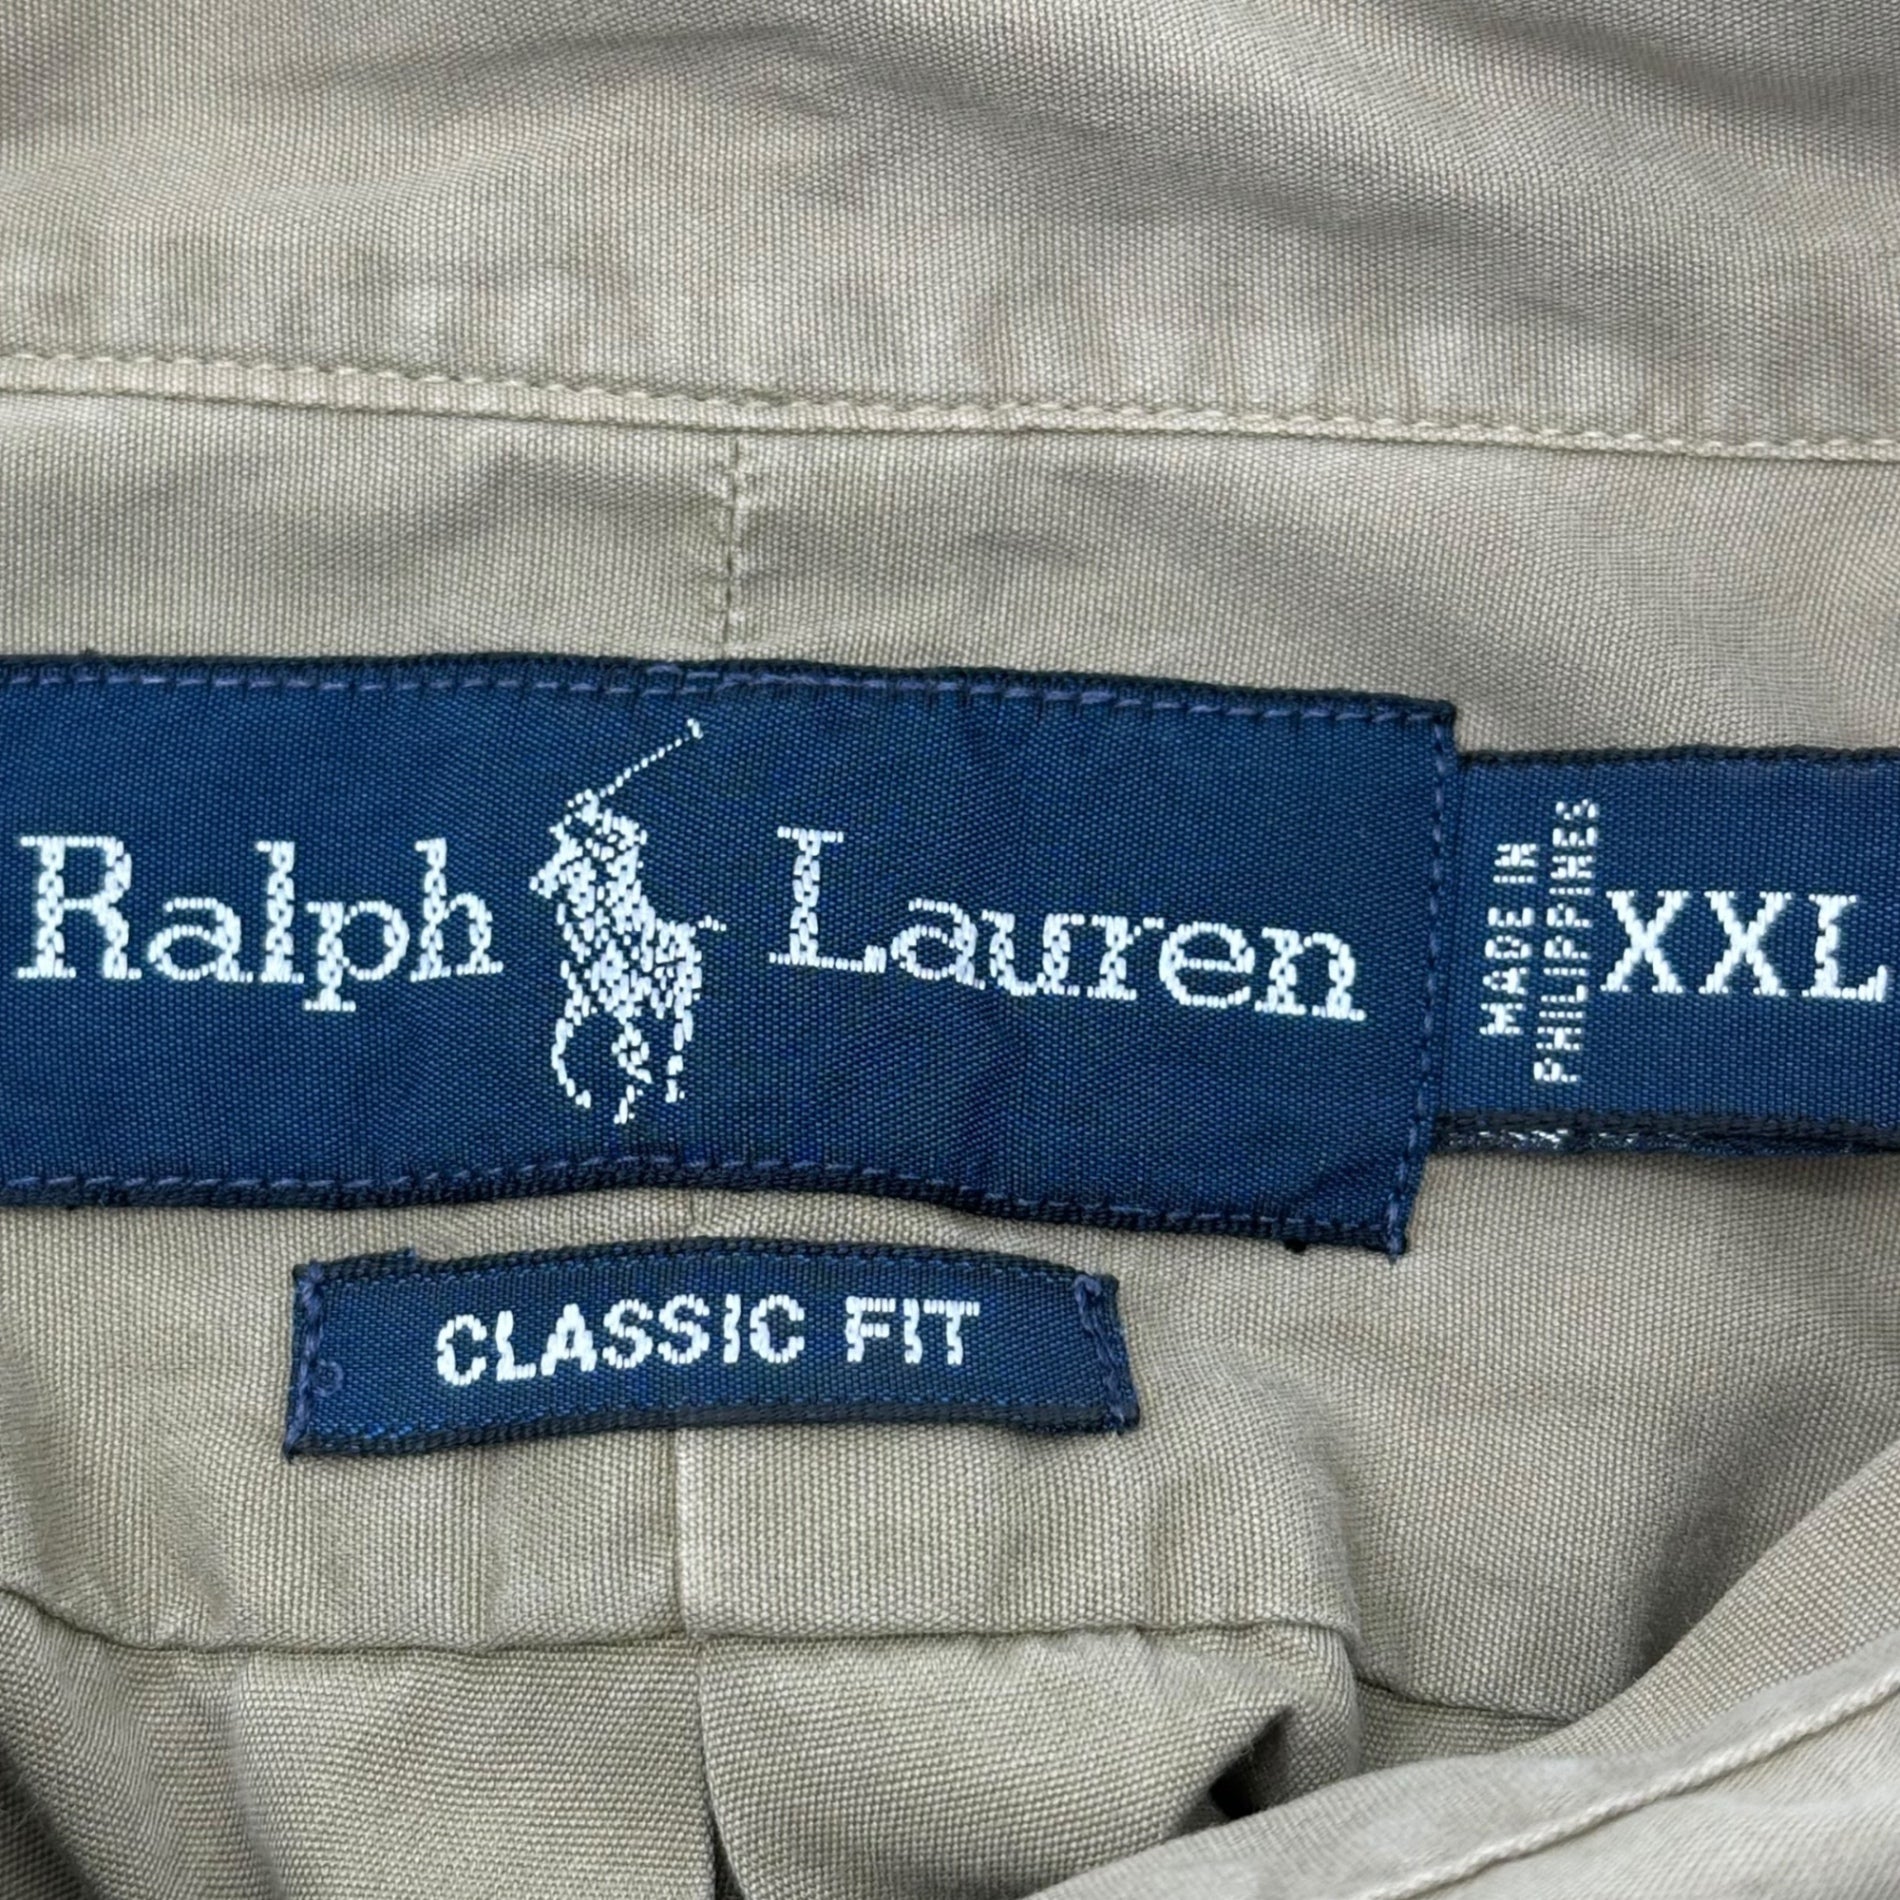 Ralph Lauren
MADE IN
PHILIPPINES
XXL
CLASSIC FIT